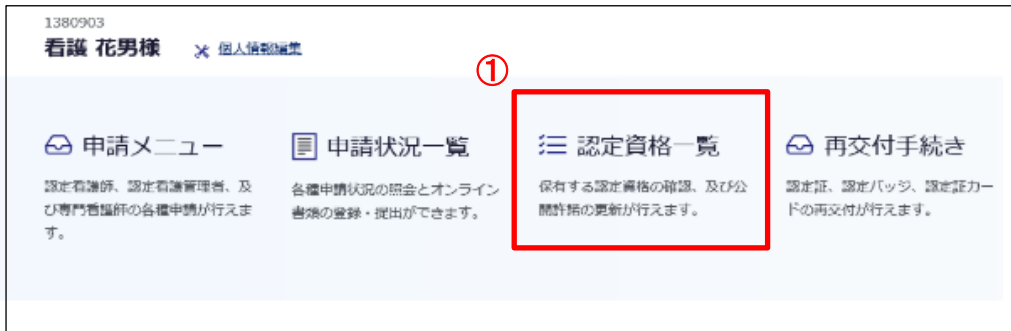 1380903
看護 花男様 個人情報編集
①
申請メニュー
認定看護師、認定看護管理者、及
び専門看護師の各種申請が行えま
す。
申請状況一覧
各種申請状況の照会とオンライン
書類の登録・提出ができます。
認定資格一覧
保有する認定資格の確認、及び公
開許諾の更新が行えます。
再交付手続き
認定証、認定バッジ、認定証カー
ドの再交付が行えます。